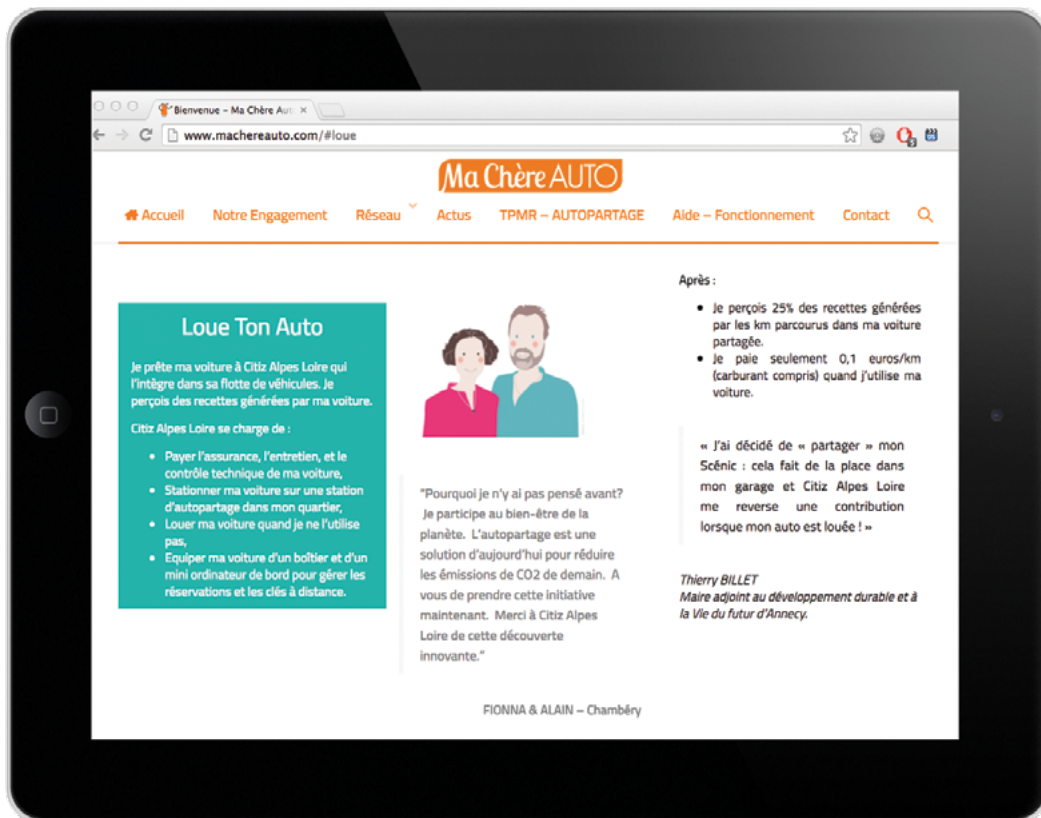 Bienvenue – Ma Chère Aut
www.machereauto.com/#loue
Ma Chère AUTO
Accueil Notre Engagement Réseau Actus TPMR – AUTOPARTAGE Aide – Fonctionnement Contact
Loue Ton Auto
Je prête ma voiture à Citiz Alpes Loire qui
l'intègre dans sa flotte de véhicules. Je
perçois des recettes générées par ma voiture.
Citiz Alpes Loire se charge de :
• Payer l'assurance, l'entretien, et le
contrôle technique de ma voiture,
• Stationner ma voiture sur une station
d'autopartage dans mon quartier,
• Louer ma voiture quand je ne l'utilise
pas,
• Equiper ma voiture d'un boîtier et d'un
mini ordinateur de bord pour gérer les
réservations et les clés à distance.
"Pourquoi je n'y ai pas pensé avant?
Je participe au bien-être de la
planète. L'autopartage est une
solution d'aujourd'hui pour réduire
les émissions de CO2 de demain. A
vous de prendre cette initiative
maintenant. Merci à Citiz Alpes
Loire de cette découverte
innovante."
FIONNA & ALAIN – Chambéry
Après :
• Je perçois 25% des recettes générées
par les km parcourus dans ma voiture
partagée.
• Je paie seulement 0,1 euros/km
(carburant compris) quand j'utilise ma
voiture.
« J'ai décidé de « partager » mon
Scénic : cela fait de la place dans
mon garage et Citiz Alpes Loire
me reverse une contribution
lorsque mon auto est louée ! »
Thierry BILLET
Maire adjoint au développement durable et à
la Vie du futur d'Annecy.